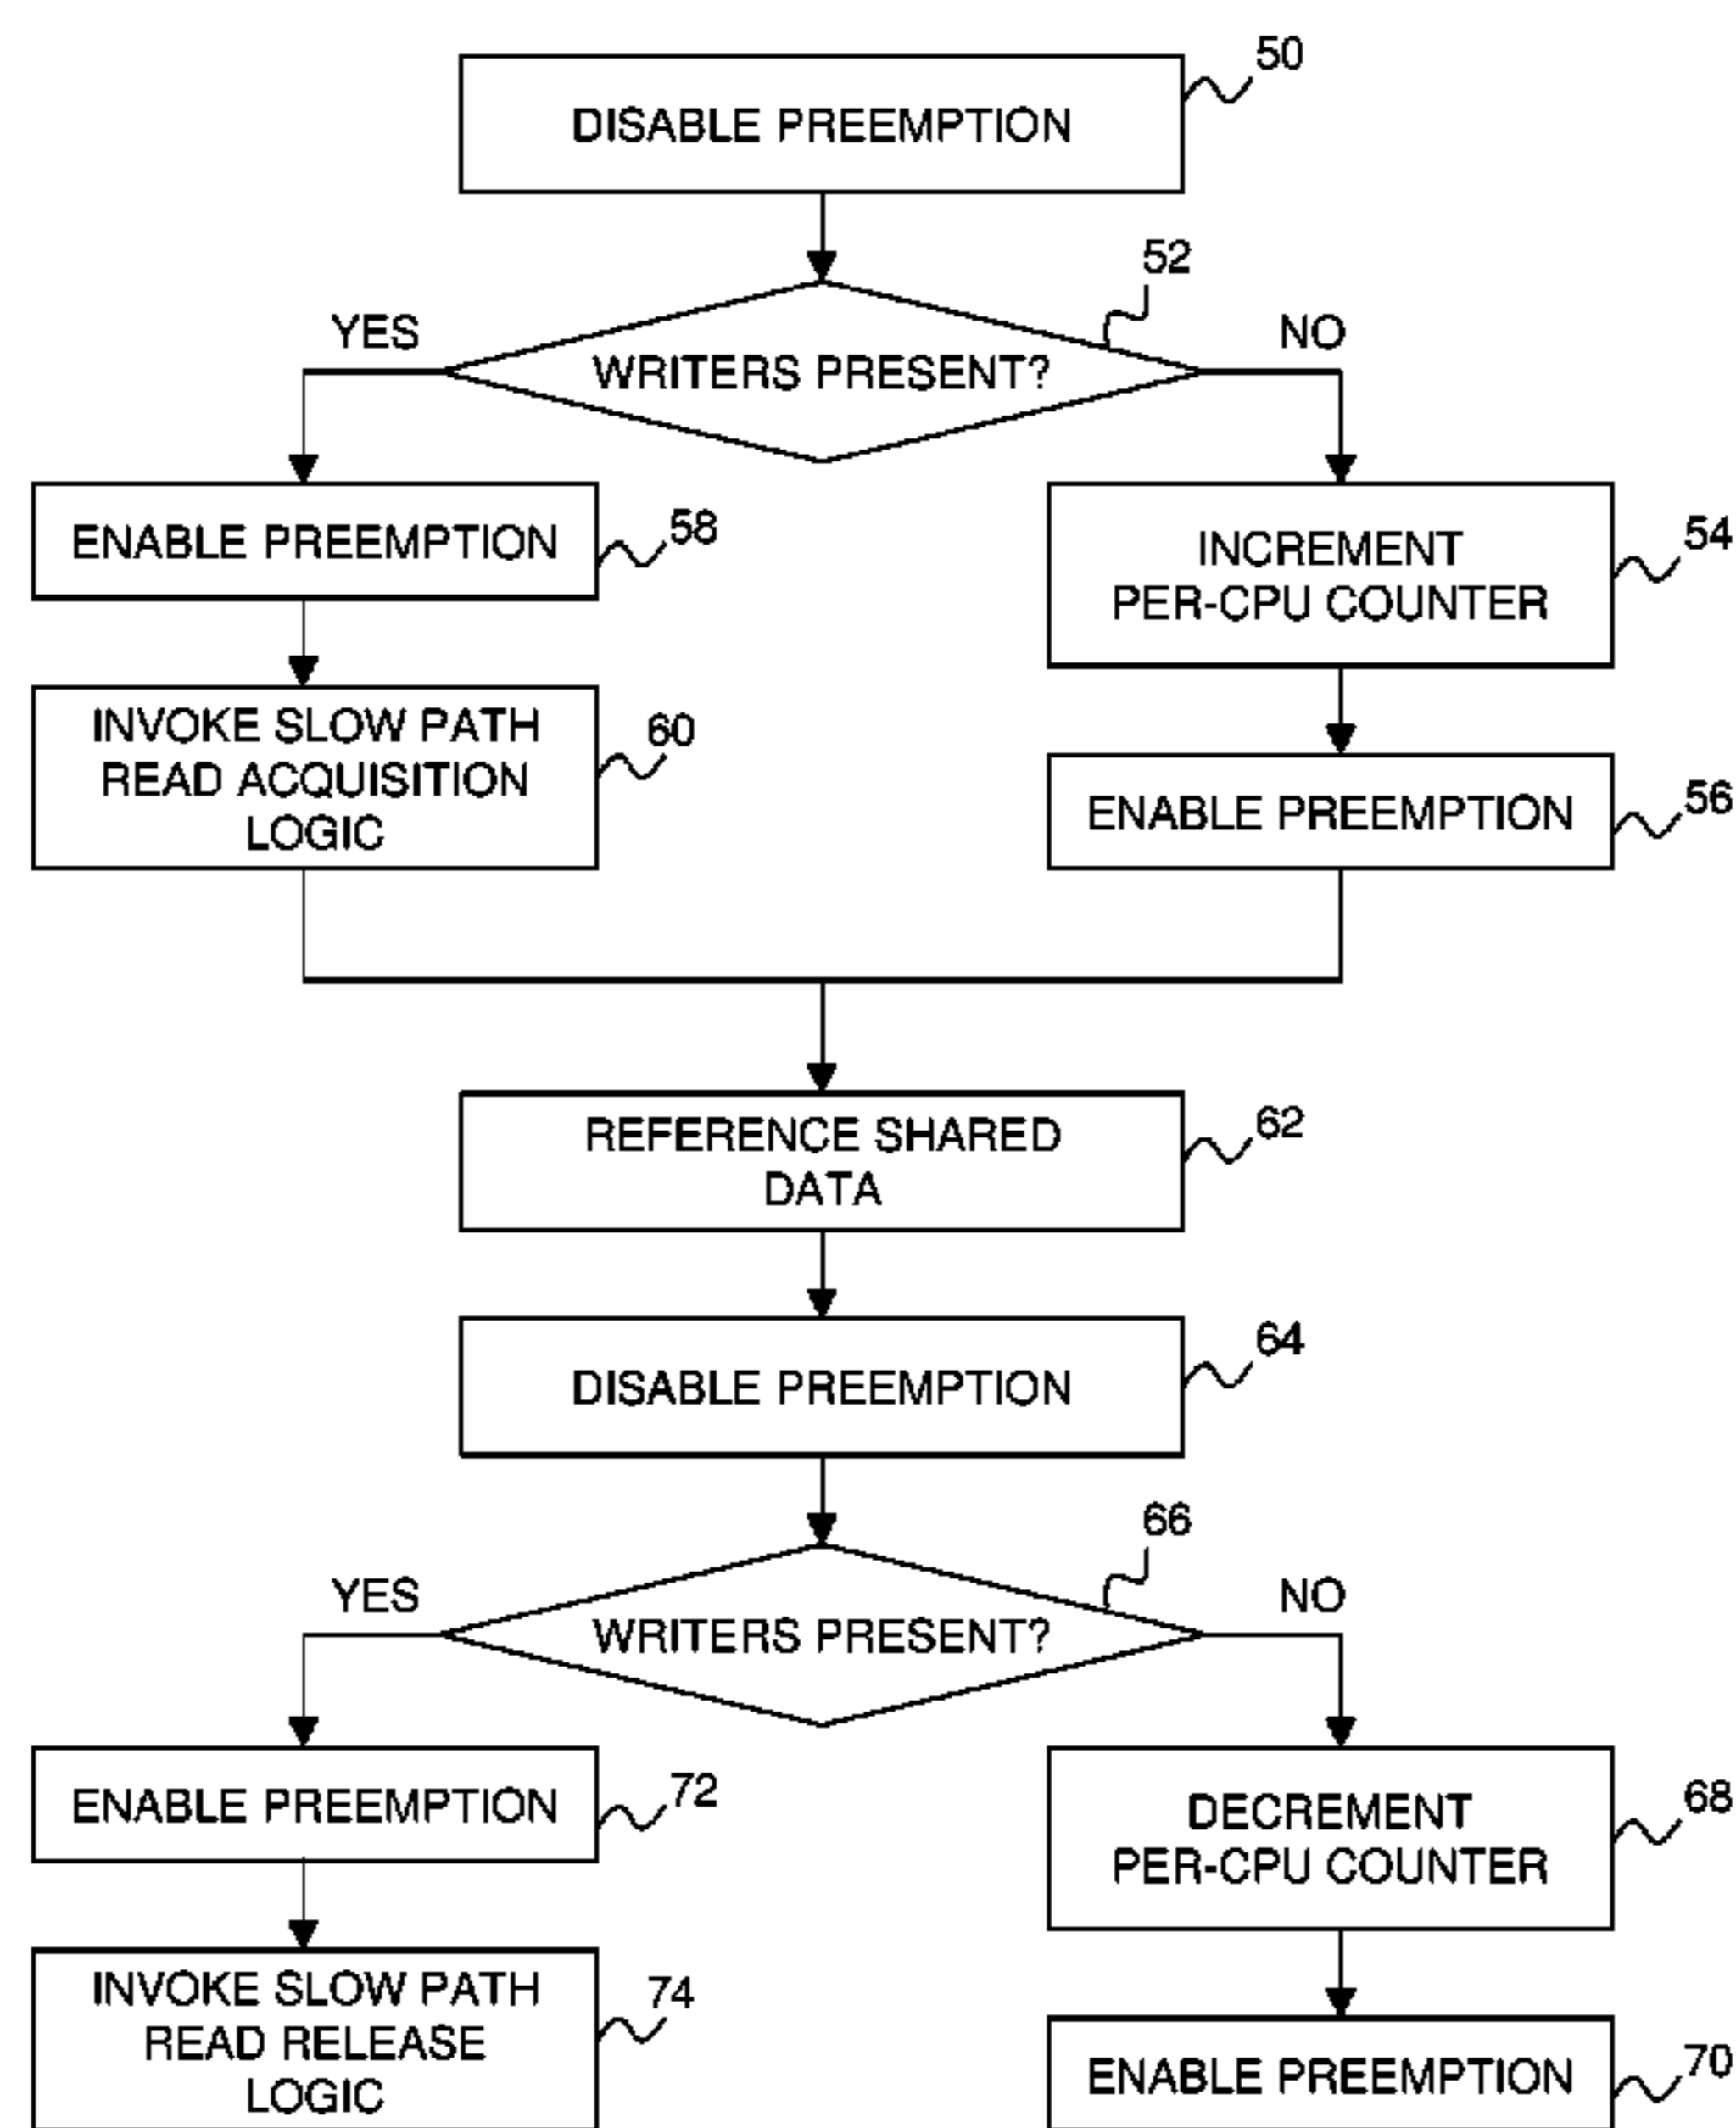 50
DISABLE PREEMPTION
52
YES
NO
WRITERS PRESENT?
ENABLE PREEMPTION
58
INCREMENT
PER-CPU COUNTER
54
INVOKE SLOW PATH
READ ACQUISITION
LOGIC
60
ENABLE PREEMPTION
56
REFERENCE SHARED
DATA
62
DISABLE PREEMPTION
64
66
YES
NO
WRITERS PRESENT?
ENABLE PREEMPTION
72
DECREMENT
PER-CPU COUNTER
68
INVOKE SLOW PATH
READ RELEASE
LOGIC
74
ENABLE PREEMPTION
70